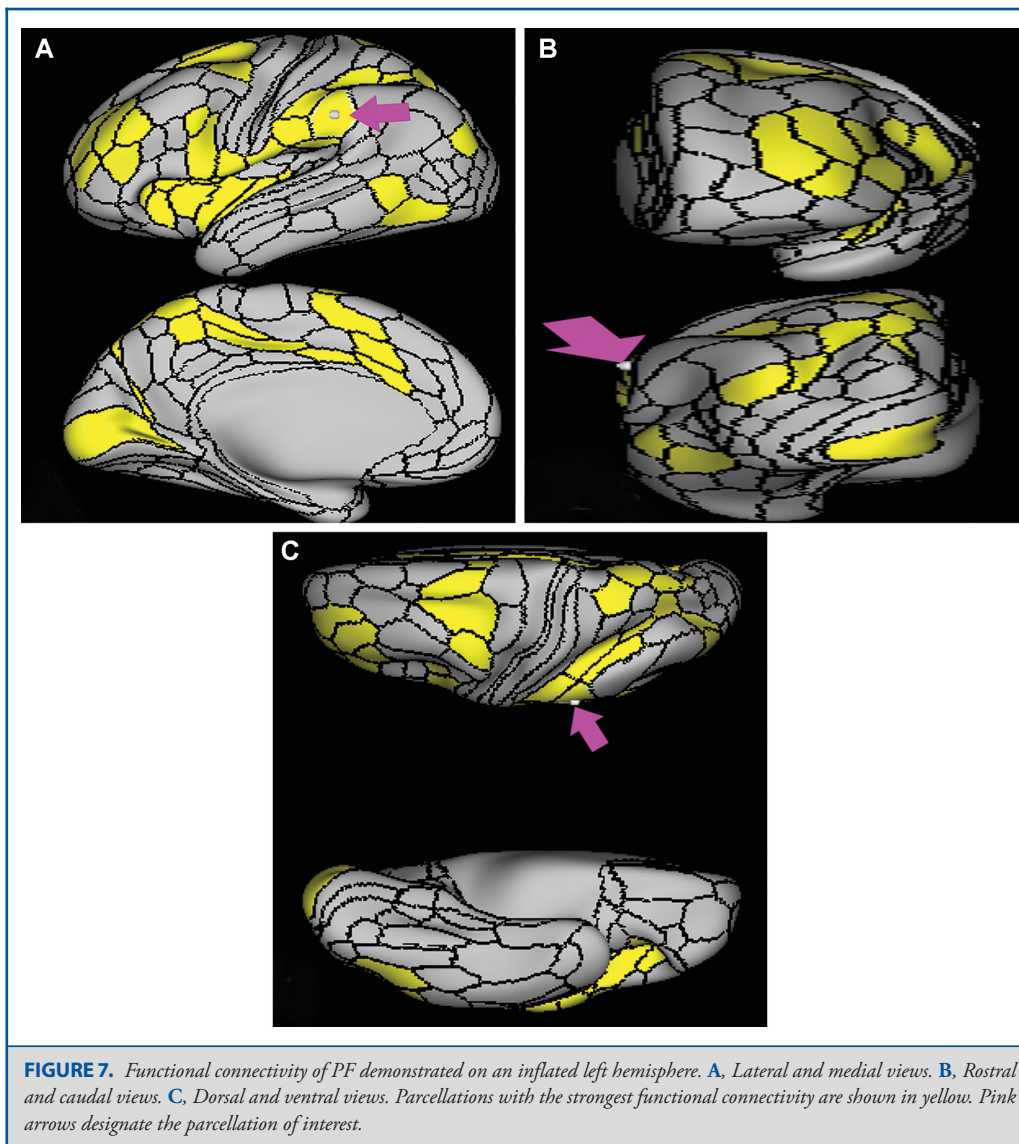 A
B
C
FIGURE 7. Functional connectivity of PF demonstrated on an inflated left hemisphere. A, Lateral and medial views. B, Rostral
and caudal views. C, Dorsal and ventral views. Parcellations with the strongest functional connectivity are shown in yellow. Pink
arrows designate the parcellation of interest.